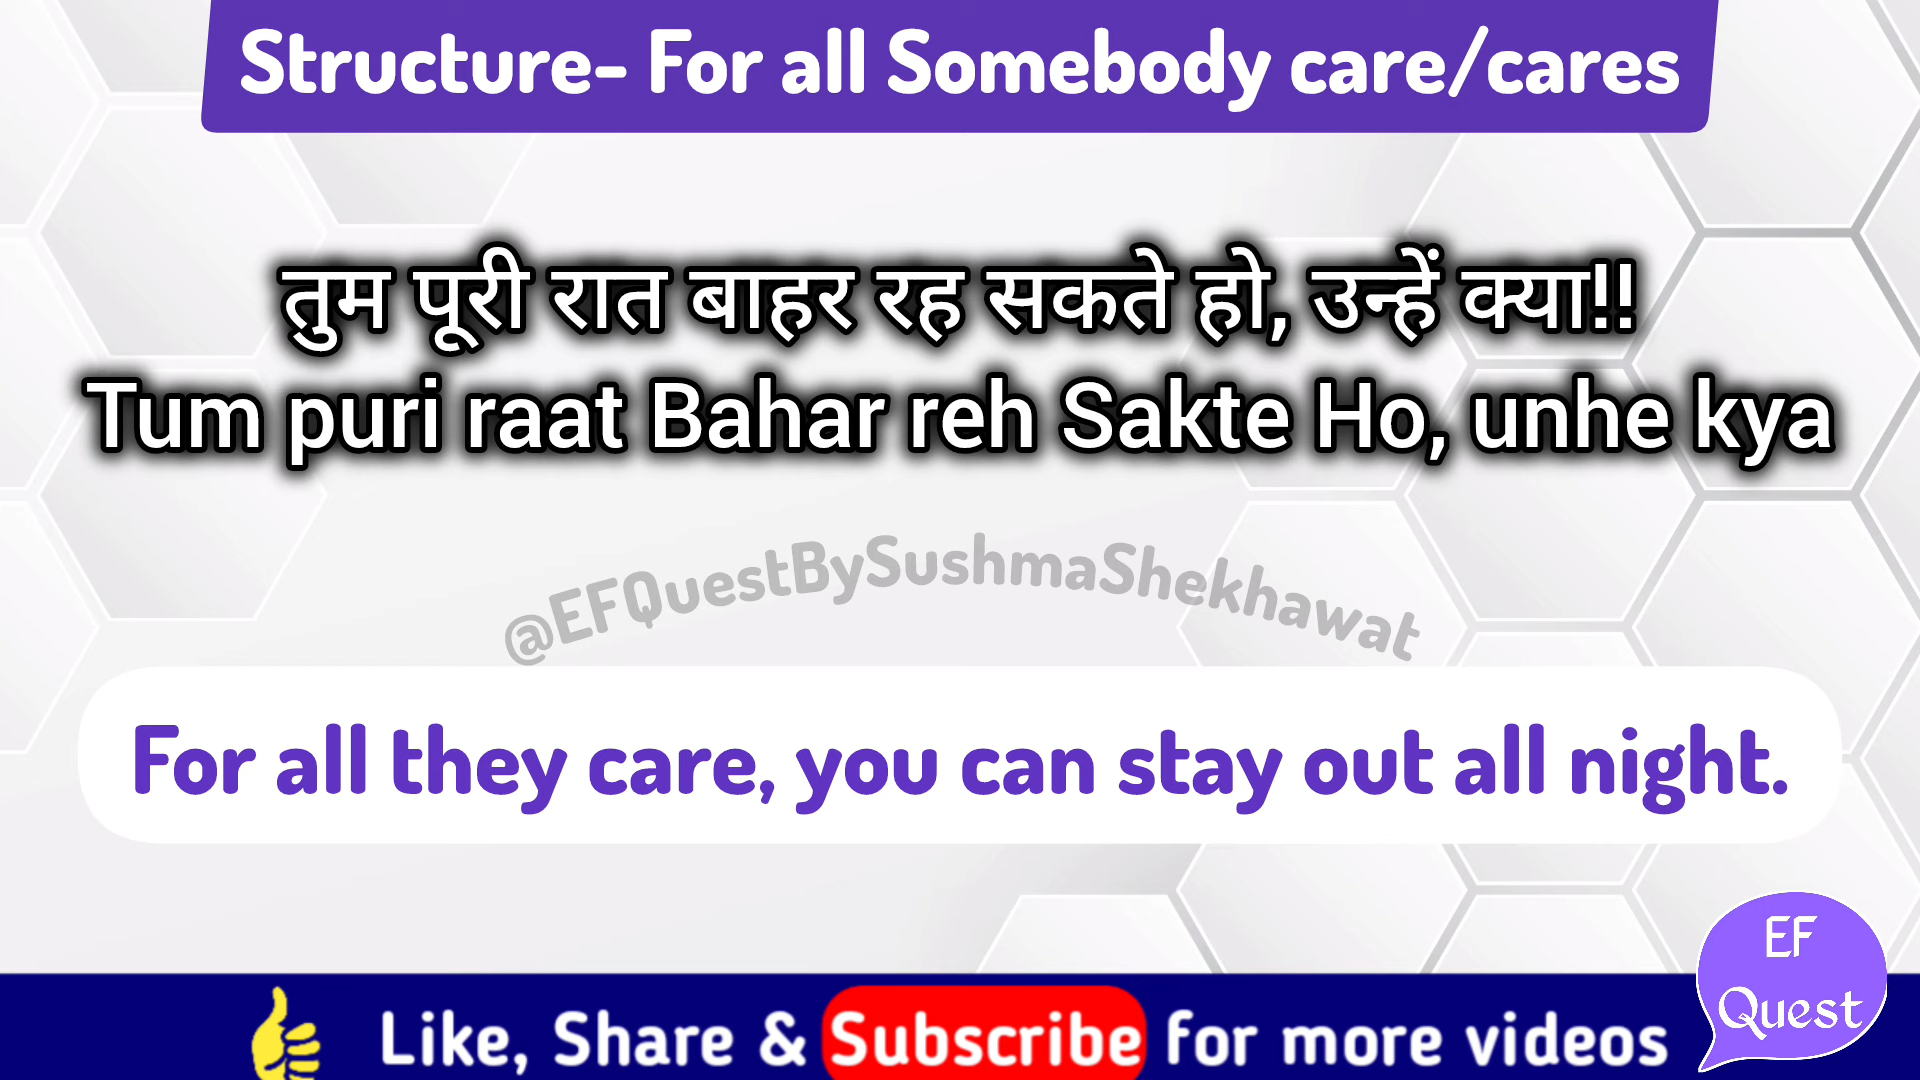 Structure- For all Somebody care/cares
तुम पूरी रात बाहर रह सकते हो, उन्हें क्या!!
Tum puri raat Bahar reh Sakte Ho, unhe kya
@EFQuestBySushmaShekhawat
For all they care, you can stay out all night.
EF
Quest
Like, Share & Subscribe for more videos